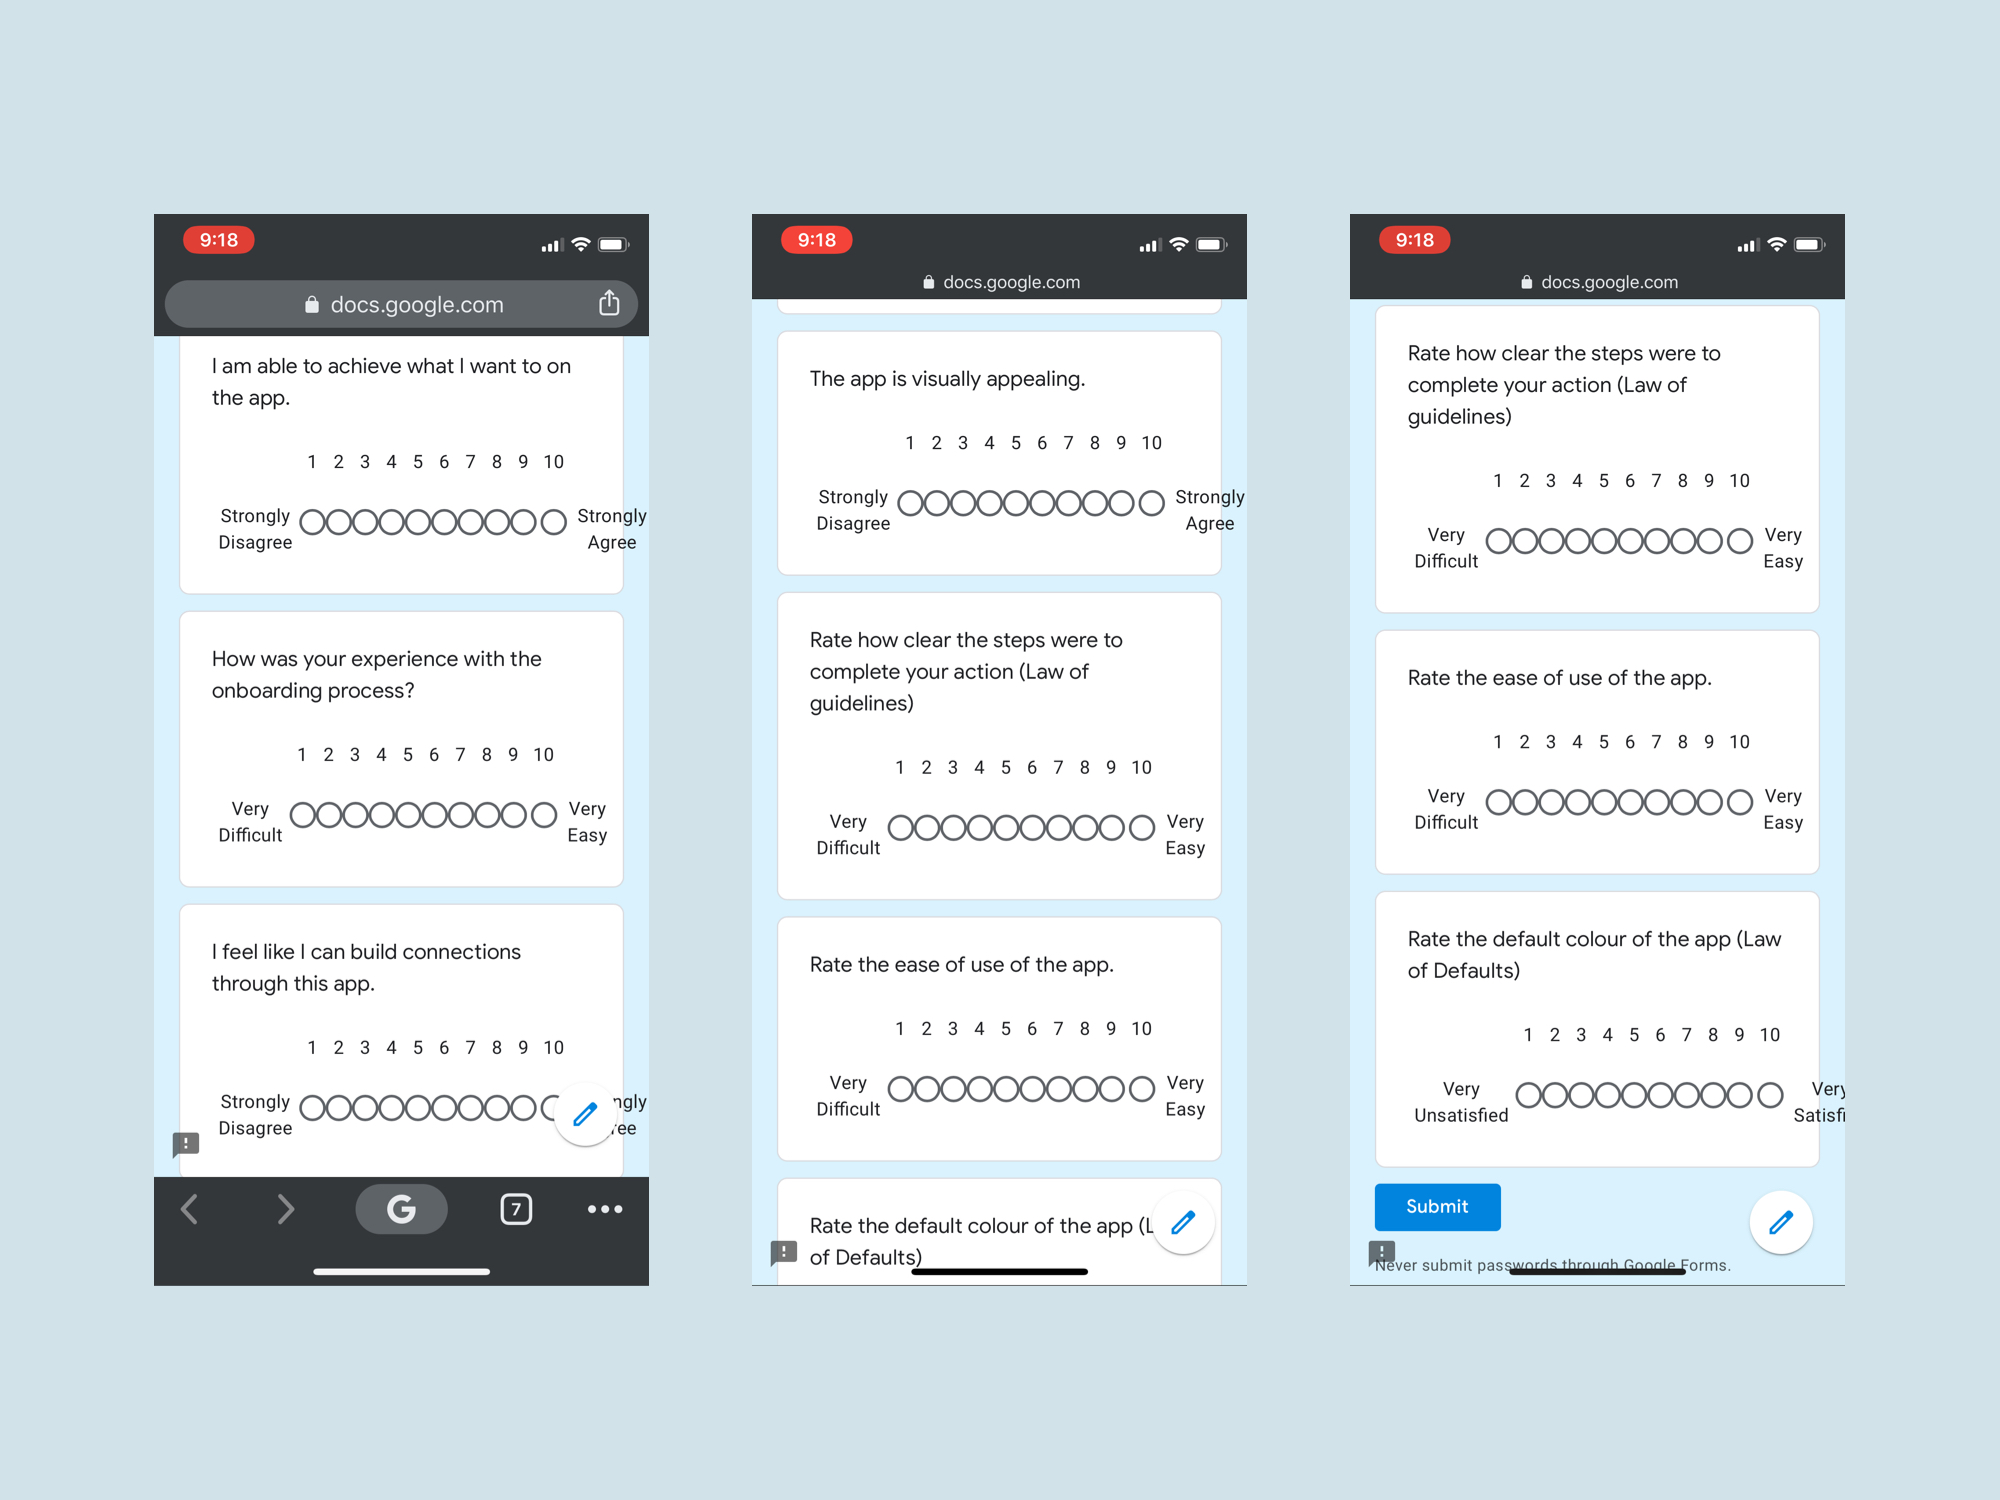 9:18
docs.google.com
I am able to achieve what I want to on
the app.
1 2 3 4 5 6 7 8 9 10
Strongly Strongly
Disagree Agree
How was your experience with the
onboarding process?
1 2 3 4 5 6 7 8 9 10
Very Very
Difficult Easy
I feel like I can build connections
through this app.
1 2 3 4 5 6 7 8 9 10
Strongly ngly
Disagree ree
!
G
7
9:18
docs.google.com
The app is visually appealing.
1 2 3 4 5 6 7 8 9 10
Strongly Strongly
Disagree Agree
Rate how clear the steps were to
complete your action (Law of
guidelines)
1 2 3 4 5 6 7 8 9 10
Very Very
Difficult Easy
Rate the ease of use of the app.
1 2 3 4 5 6 7 8 9 10
Very Very
Difficult Easy
Rate the default colour of the app (L
of Defaults)
!
9:18
docs.google.com
Rate how clear the steps were to
complete your action (Law of
guidelines)
1 2 3 4 5 6 7 8 9 10
Very Very
Difficult Easy
Rate the ease of use of the app.
1 2 3 4 5 6 7 8 9 10
Very Very
Difficult Easy
Rate the default colour of the app (Law
of Defaults)
1 2 3 4 5 6 7 8 9 10
Very Very
Unsatisfied Satisfi
Submit
!
Never submit passwords through Google Forms.